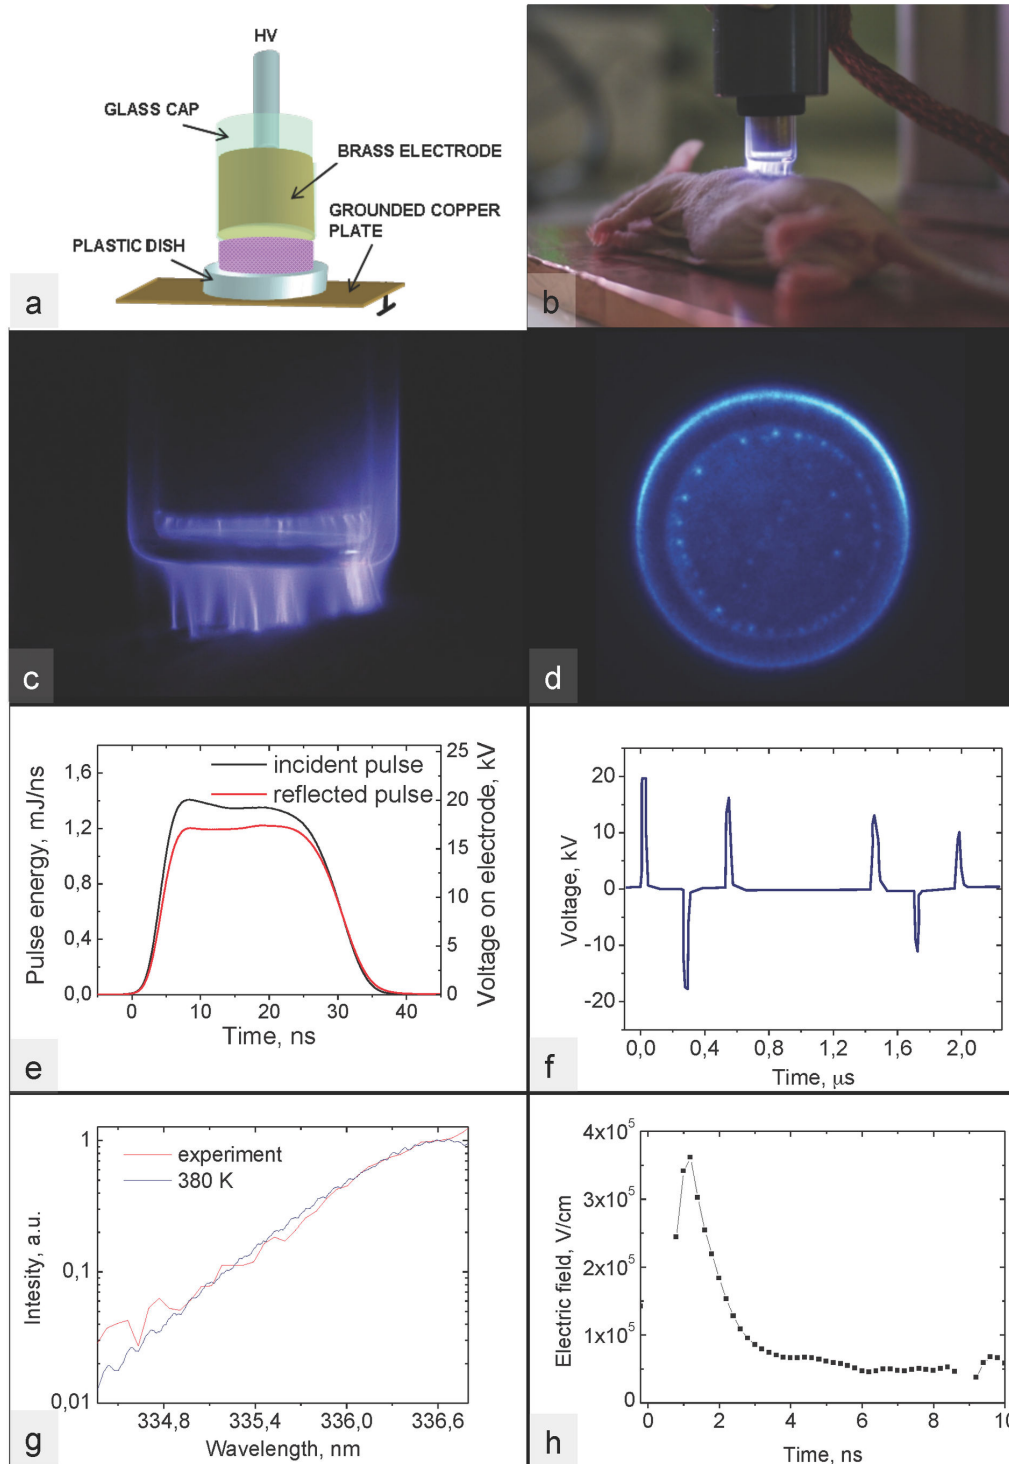 HV
GLASS CAP
BRASS ELECTRODE
GROUNDED COPPER
PLATE
PLASTIC DISH
a
b
c
d
25
20
15
10
5
0
1,6
1,2
0,8
0,4
0,0
incident pulse
reflected pulse
Pulse energy, mJ/ns
Voltage on electrode, kV
0 10 20 30 40
Time, ns
e
20
10
0
-10
-20
Voltage, kV
0,0 0,4 0,8 1,2 1,6 2,0
Time, μs
f
1
0,1
0,01
experiment
380 K
Intesity, a.u.
334,8 335,4 336,0 336,6
Wavelength, nm
g
4x10⁵
3x10⁵
2x10⁵
1x10⁵
0
Electric field, V/cm
0 2 4 6 8 10
Time, ns
h